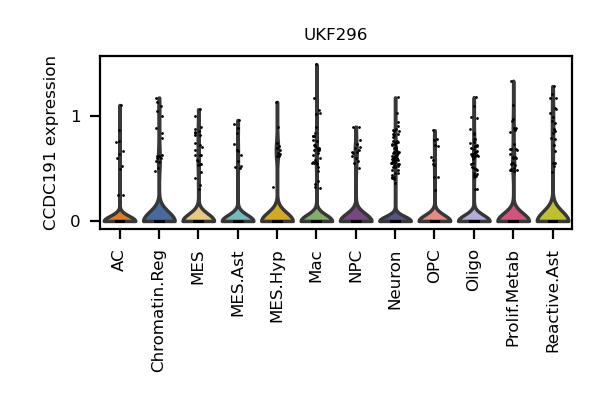 UKF296
CCDC191 expression
1
0
AC
Chromatin.Reg
MES
MES.Ast
MES.Hyp
Mac
NPC
Neuron
OPC
Oligo
Prolif.Metab
Reactive.Ast